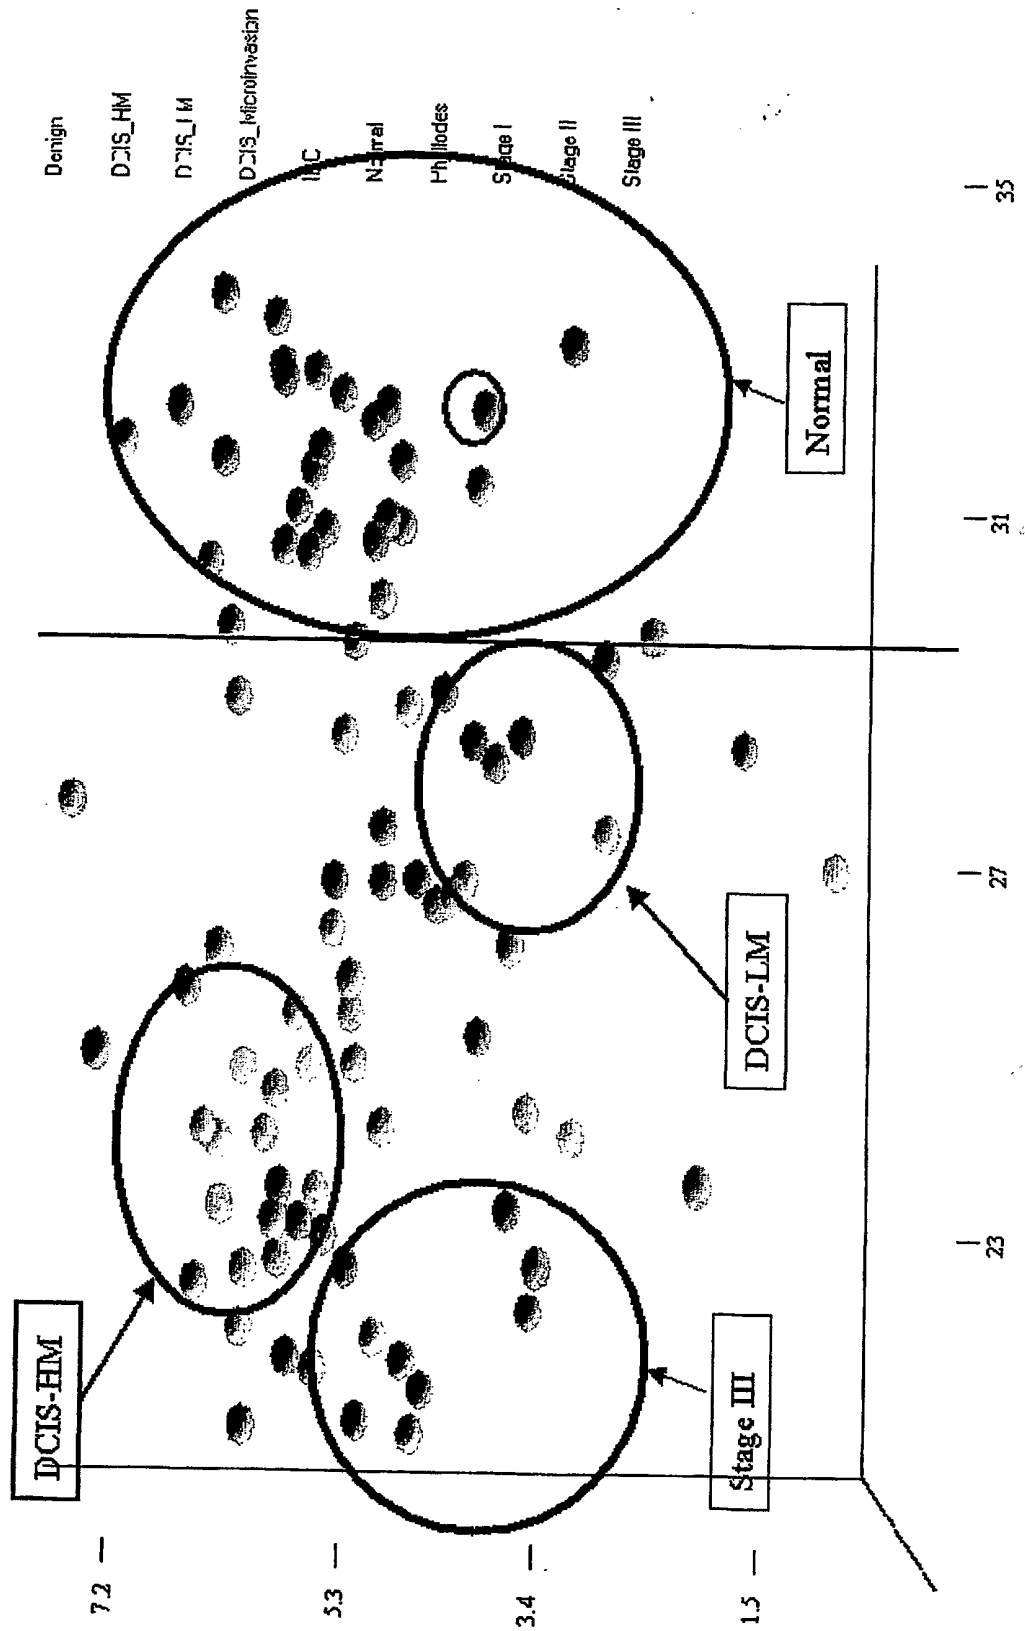 DCIS-HM
Benign
DCIS_HM
DCIS_LM
DCIS_Microinvasion
Normal
Phyllodes
Stage I
Stage II
Stage III
7.2
5.3
3.4
1.5
Stage III
DCIS-LM
Normal
23
27
31
35